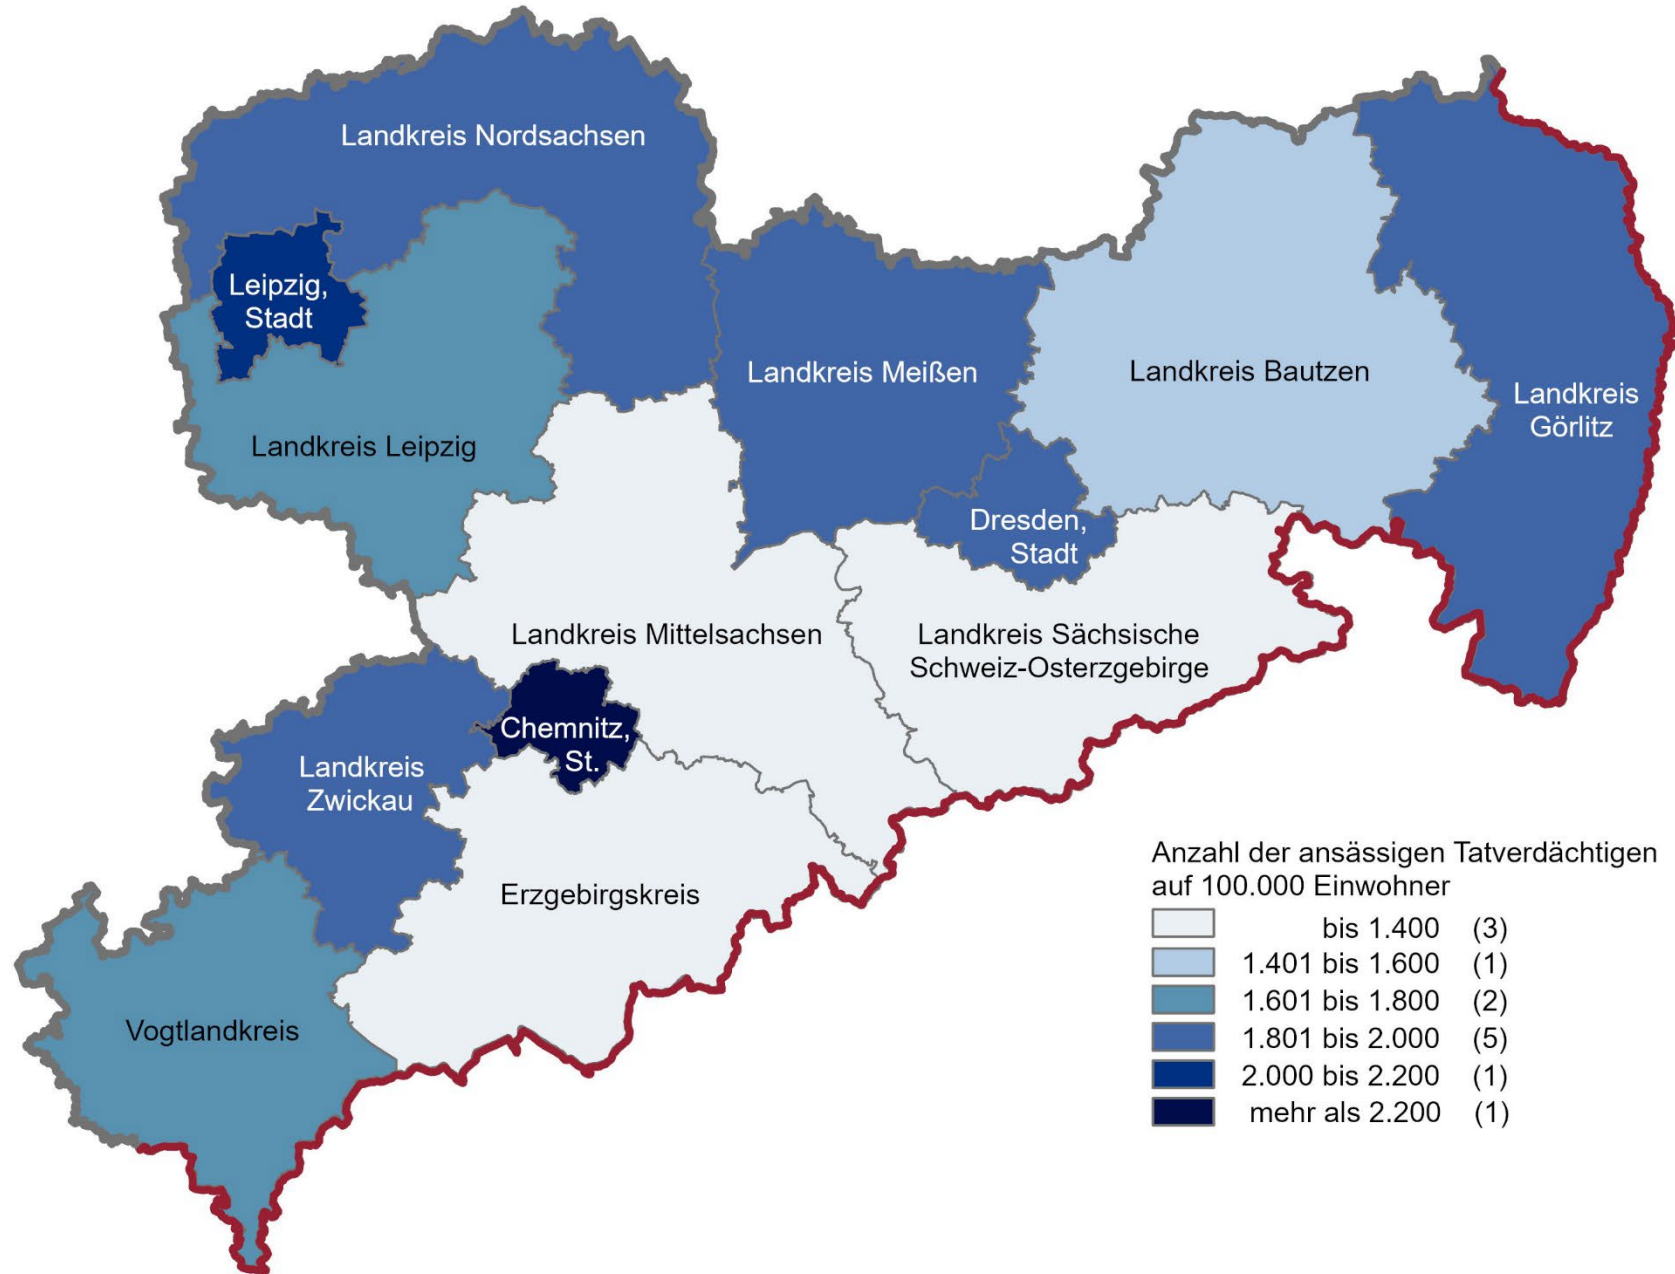 Landkreis Nordsachsen
Leipzig,
Stadt
Landkreis Meißen
Landkreis Bautzen
Landkreis
Görlitz
Landkreis Leipzig
Dresden,
Stadt
Landkreis Mittelsachsen
Landkreis Sächsische
Schweiz-Osterzgebirge
Chemnitz,
St.
Landkreis
Zwickau
Erzgebirgskreis
Vogtlandkreis
Anzahl der ansässigen Tatverdächtigen
auf 100.000 Einwohner
bis 1.400 (3)
1.401 bis 1.600 (1)
1.601 bis 1.800 (2)
1.801 bis 2.000 (5)
2.000 bis 2.200 (1)
mehr als 2.200 (1)